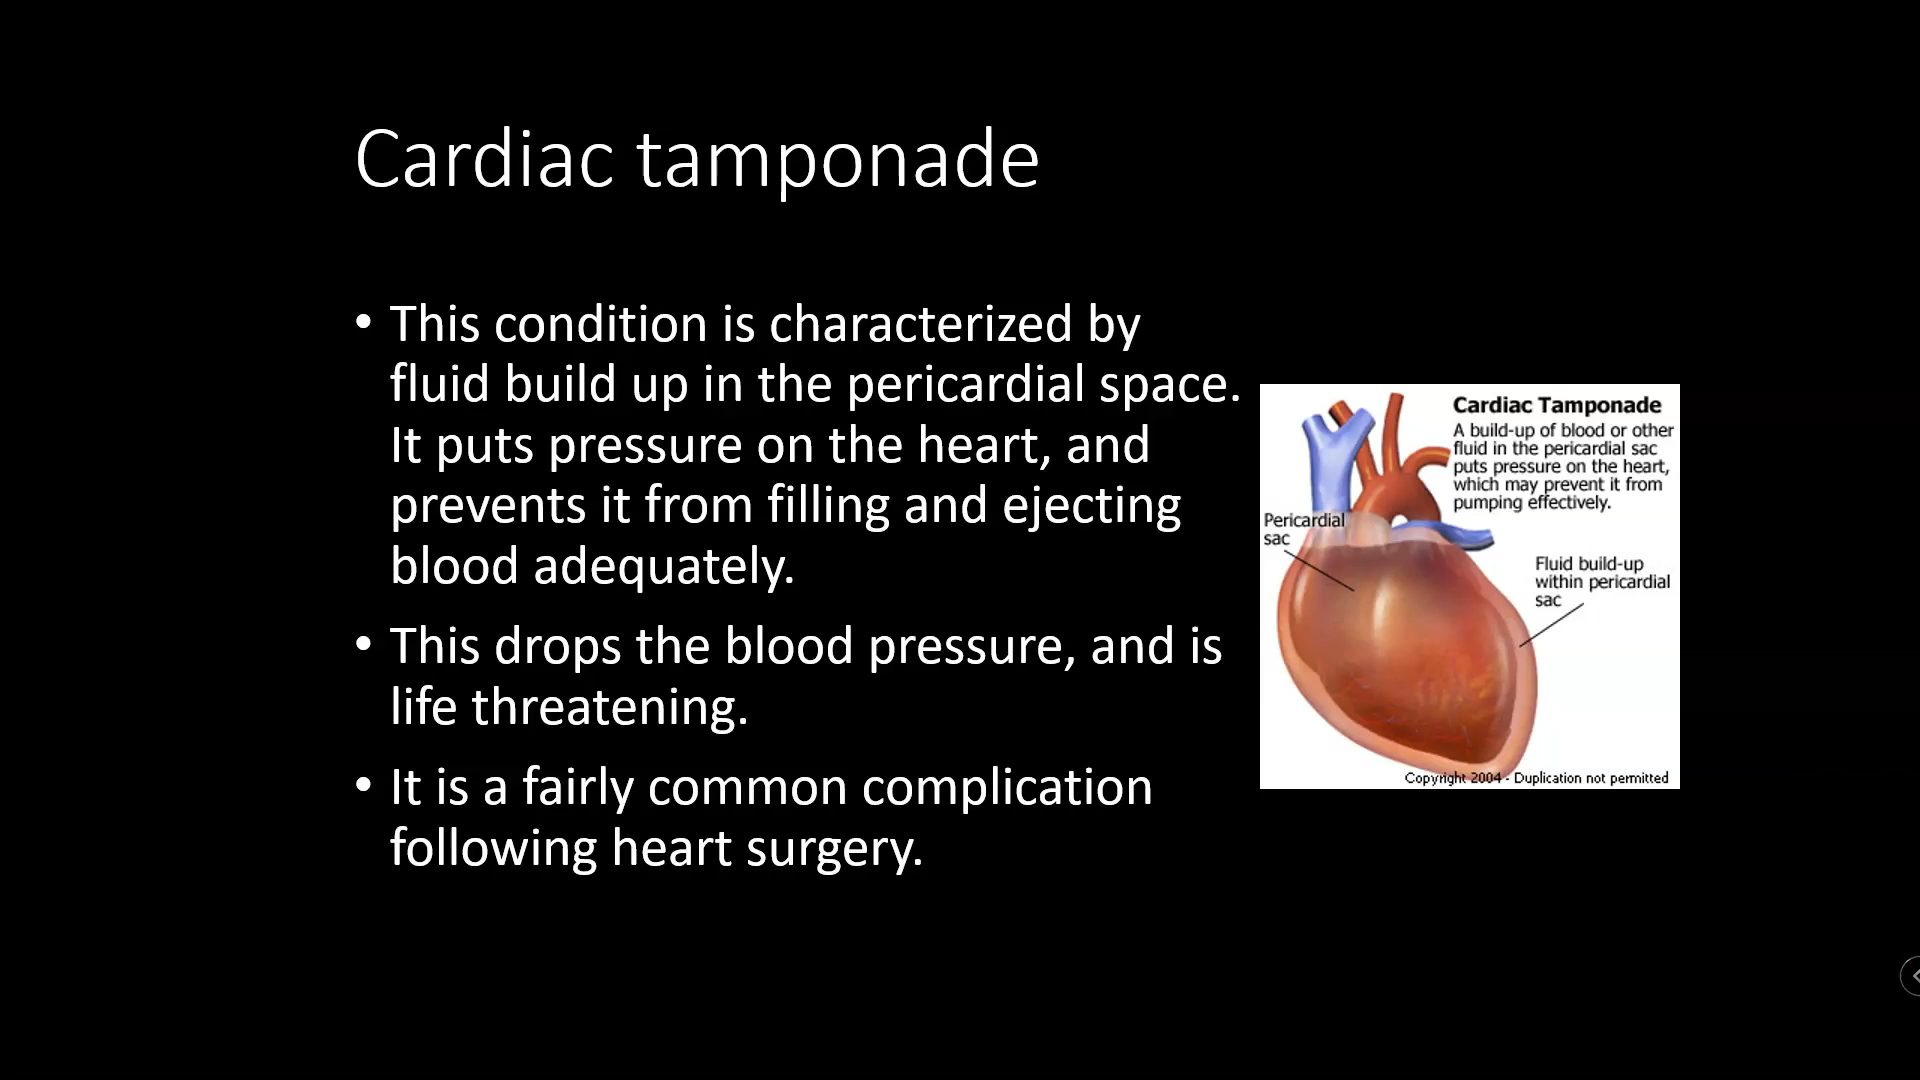 Cardiac tamponade
• This condition is characterized by
fluid build up in the pericardial space.
It puts pressure on the heart, and
prevents it from filling and ejecting
blood adequately.
• This drops the blood pressure, and is
life threatening.
• It is a fairly common complication
following heart surgery.
Cardiac Tamponade
A build-up of blood or other
fluid in the pericardial sac
puts pressure on the heart,
which may prevent it from
pumping effectively.
Pericardial
sac
Fluid build-up
within pericardial
sac
Copyright 2004 - Duplication not permitted